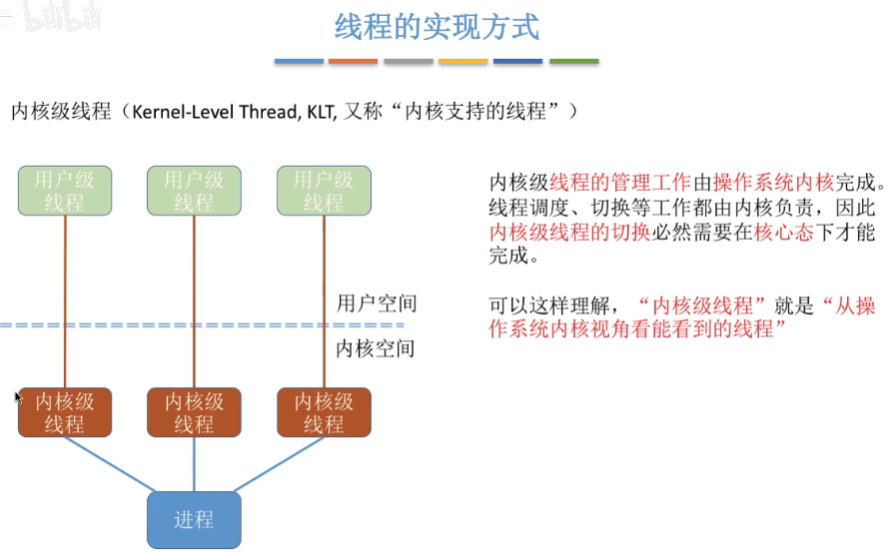 bilibili
线程的实现方式
内核级线程（Kernel-Level Thread, KLT, 又称“内核支持的线程”）
用户级
线程
用户级
线程
用户级
线程
内核级线程的管理工作由操作系统内核完成。
线程调度、切换等工作都由内核负责，因此
内核级线程的切换必然需要在核心态下才能
完成。
可以这样理解，“内核级线程”就是“从操
作系统内核视角看能看到的线程”
用户空间
内核空间
内核级
线程
内核级
线程
内核级
线程
进程